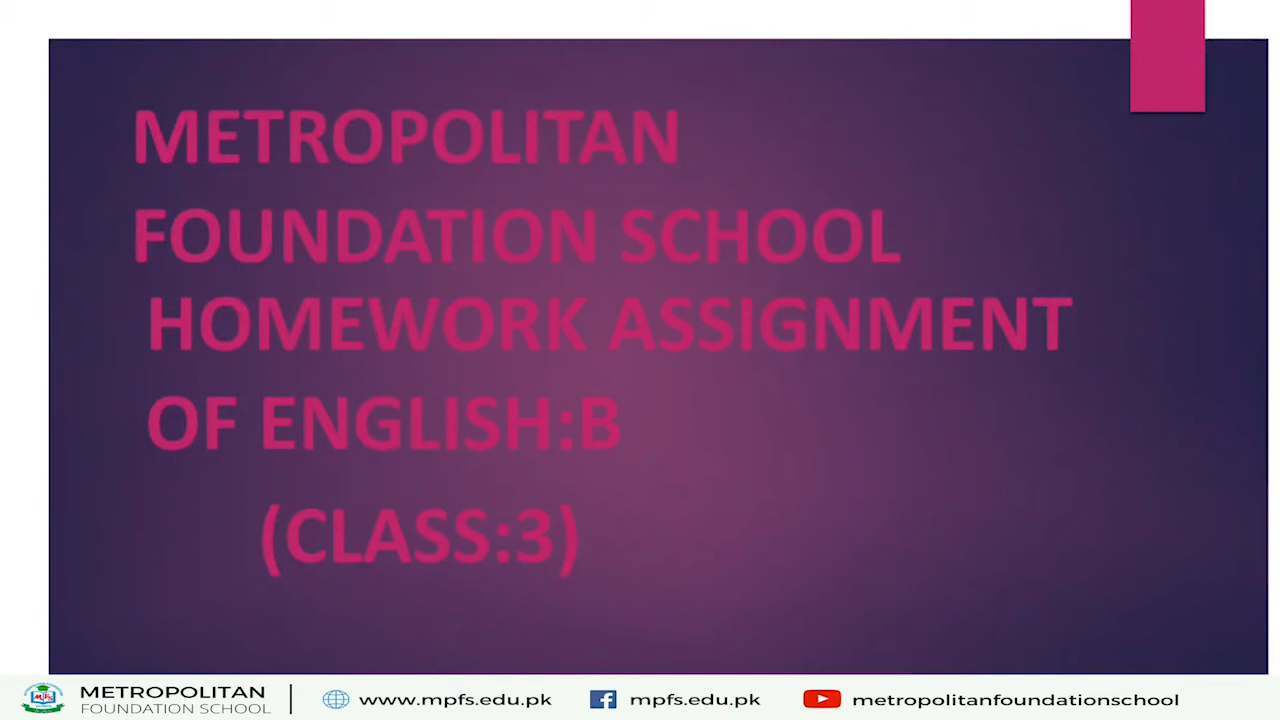 METROPOLITAN
FOUNDATION SCHOOL
HOMEWORK ASSIGNMENT
OF ENGLISH:B
(CLASS:3)
METROPOLITAN
FOUNDATION SCHOOL
www.mpfs.edu.pk
mpfs.edu.pk
metropolitanfoundationschool